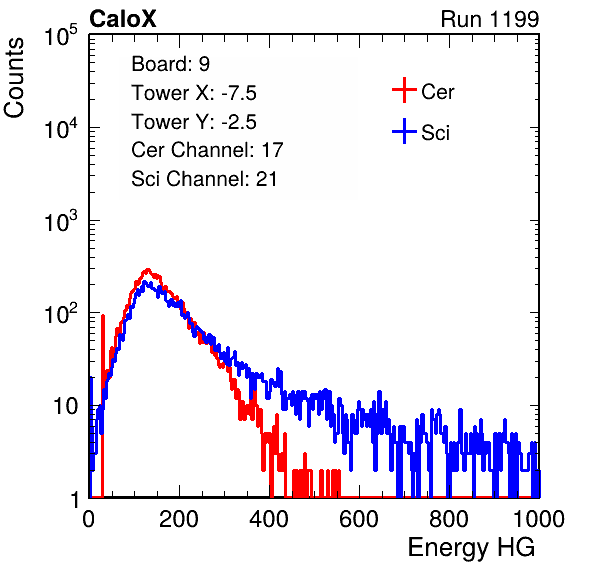 CaloX Run 1199
Counts
10^5
10^4
10^3
10^2
10
1
Board: 9
Tower X: -7.5
Tower Y: -2.5
Cer Channel: 17
Sci Channel: 21
Cer
Sci
0 200 400 600 800 1000
Energy HG